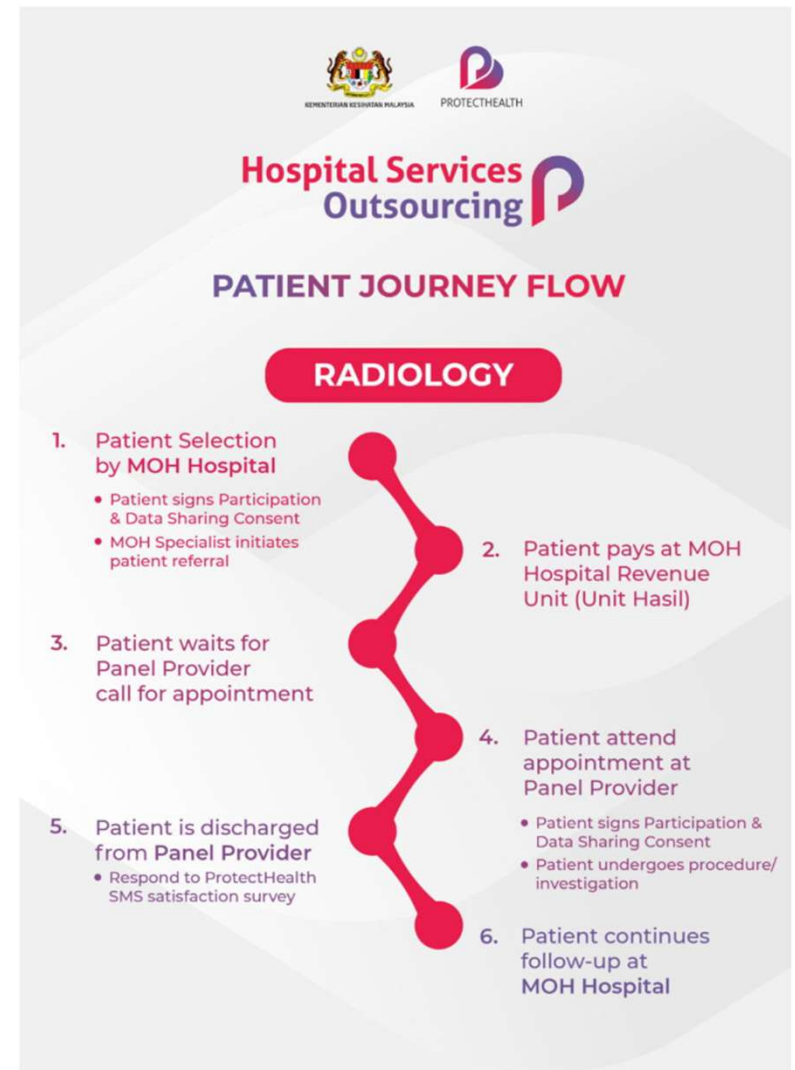 KEMENTERIAN KESIHATAN MALAYSIA
PROTECTHEALTH
Hospital Services
Outsourcing
PATIENT JOURNEY FLOW
RADIOLOGY
1. Patient Selection
by MOH Hospital
• Patient signs Participation
& Data Sharing Consent
• MOH Specialist initiates
patient referral
2. Patient pays at MOH
Hospital Revenue
Unit (Unit Hasil)
3. Patient waits for
Panel Provider
call for appointment
4. Patient attend
appointment at
Panel Provider
• Patient signs Participation &
Data Sharing Consent
• Patient undergoes procedure/
investigation
5. Patient is discharged
from Panel Provider
• Respond to ProtectHealth
SMS satisfaction survey
6. Patient continues
follow-up at
MOH Hospital